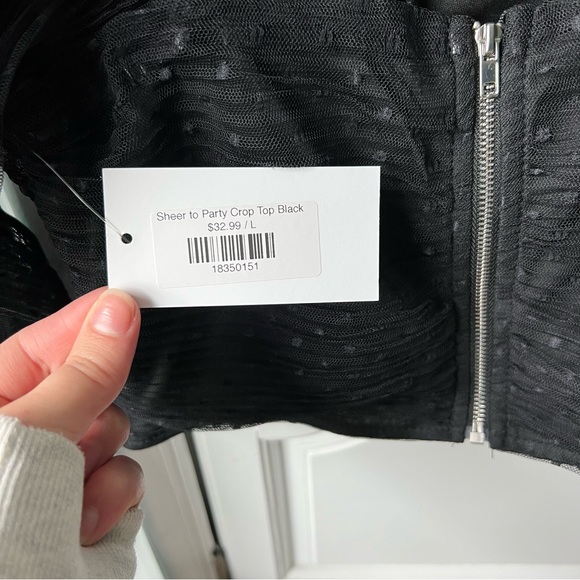 Sheer to Party Crop Top Black
$32.99 / L
18350151